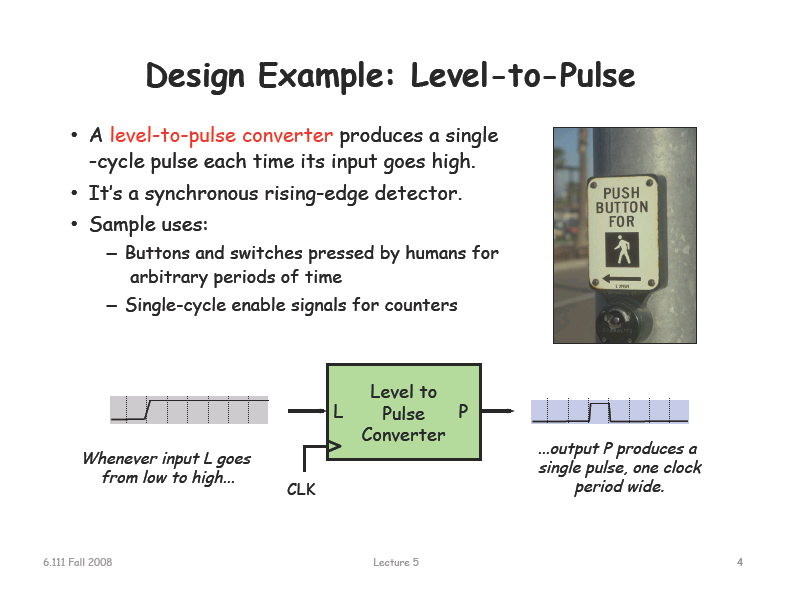 Design Example: Level-to-Pulse
• A level-to-pulse converter produces a single
-cycle pulse each time its input goes high.
• It's a synchronous rising-edge detector.
• Sample uses:
– Buttons and switches pressed by humans for
arbitrary periods of time
– Single-cycle enable signals for counters
PUSH
BUTTON
FOR
Level to
L Pulse P
Converter
CLK
Whenever input L goes
from low to high...
...output P produces a
single pulse, one clock
period wide.
6.111 Fall 2008
Lecture 5
4